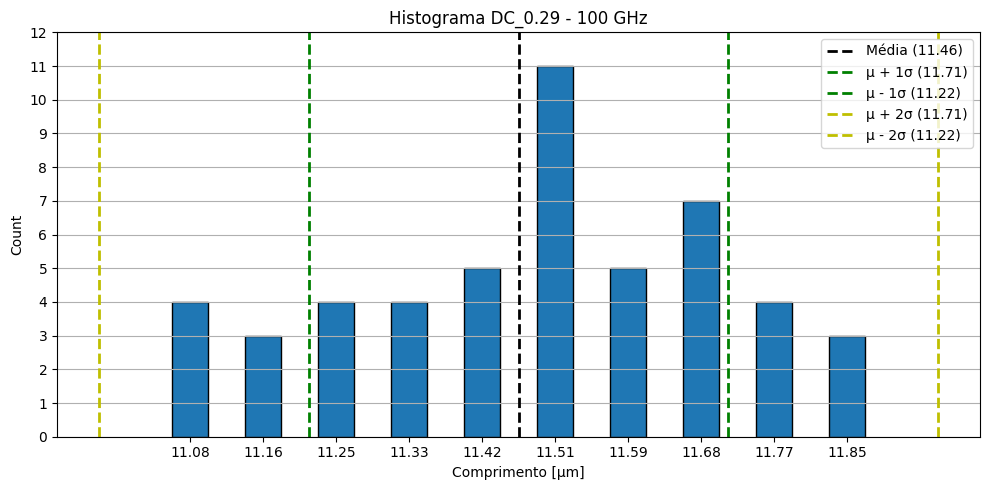 Histograma DC_0.29 - 100 GHz
Média (11.46)
μ + 1σ (11.71)
μ - 1σ (11.22)
μ + 2σ (11.71)
μ - 2σ (11.22)
Count
12
11
10
9
8
7
6
5
4
3
2
1
0
11.08 11.16 11.25 11.33 11.42 11.51 11.59 11.68 11.77 11.85
Comprimento [μm]